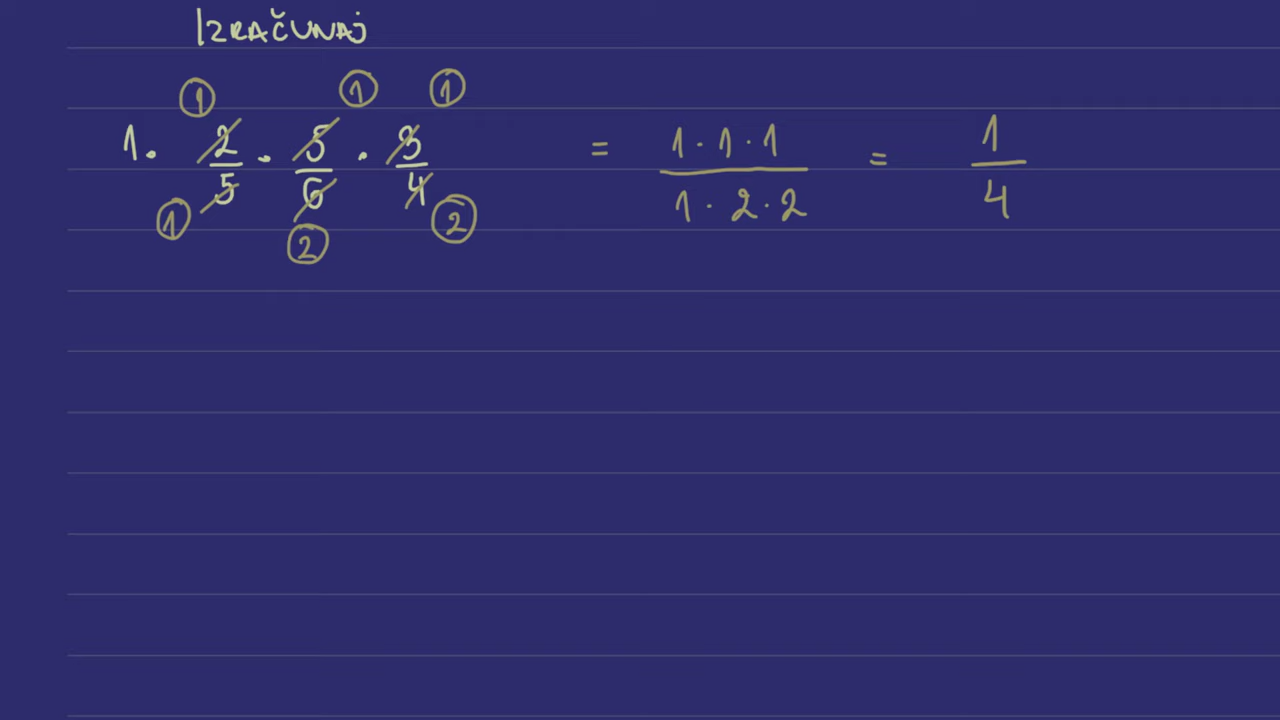 IZRAČUNAJ
① ① ①
1. 2/5 · 5/6 · 3/4 = 1·1·1/1·2·2 = 1/4
① ② ②